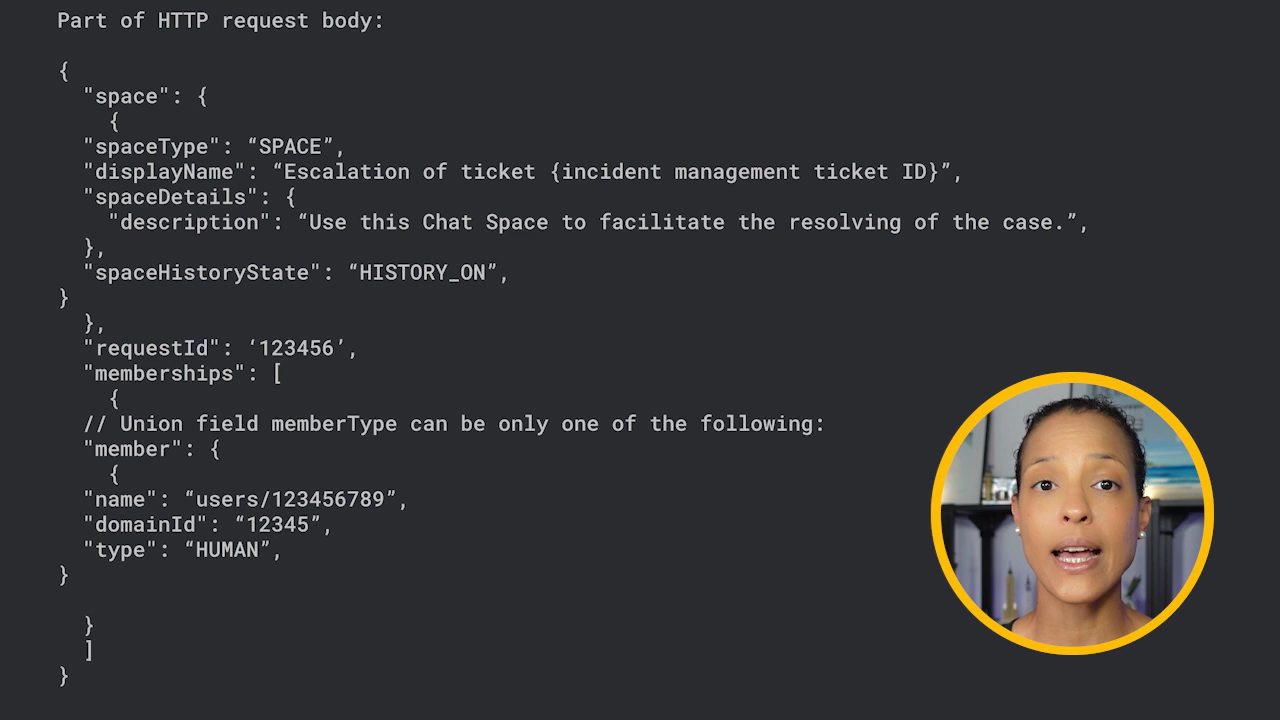 Part of HTTP request body:
{
"space": {
{
"spaceType": “SPACE”,
"displayName": “Escalation of ticket {incident management ticket ID}”,
"spaceDetails": {
"description": “Use this Chat Space to facilitate the resolving of the case.”,
},
"spaceHistoryState": “HISTORY_ON”,
}
},
"requestId": ‘123456’,
"memberships": [
{
// Union field memberType can be only one of the following:
"member": {
{
"name": “users/123456789”,
"domainId": “12345”,
"type": “HUMAN”,
}
}
]
}